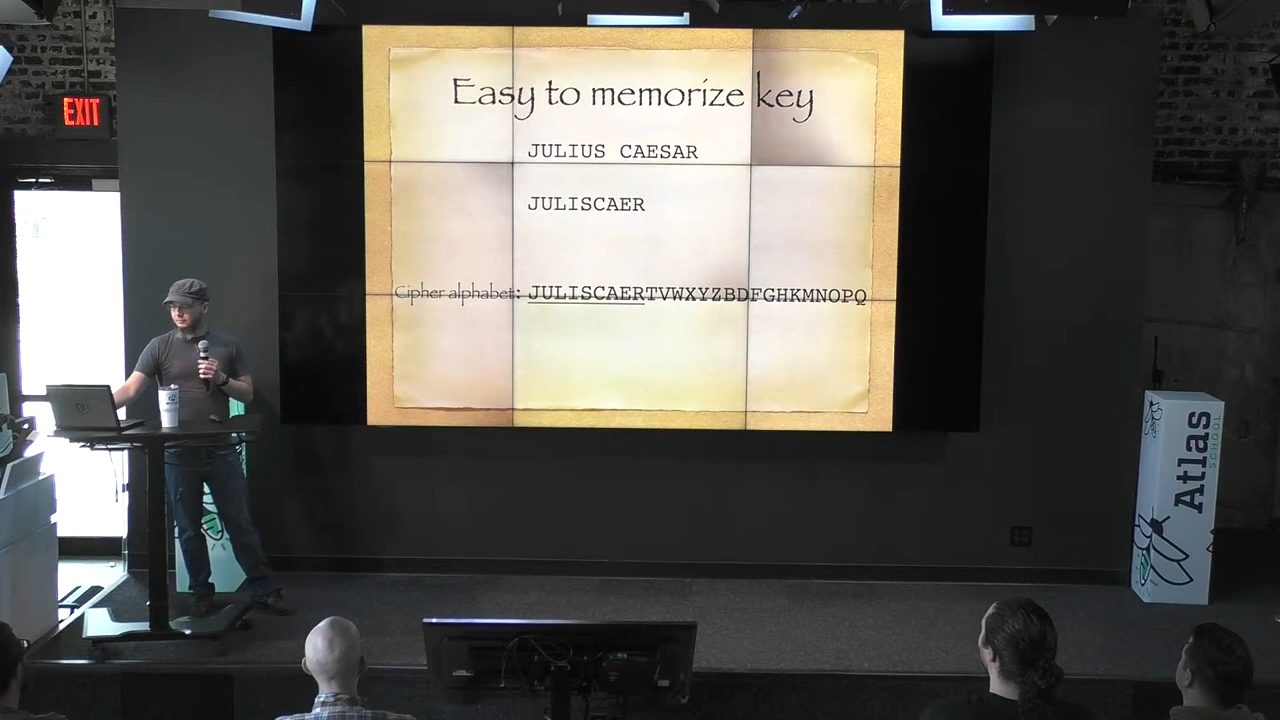 EXIT
Easy to memorize key
JULIUS CAESAR
JULISCAER
Cipher alphabet: JULISCAERTVWXYZBDFGHKMNOPQ
Atlas
SCHOOL